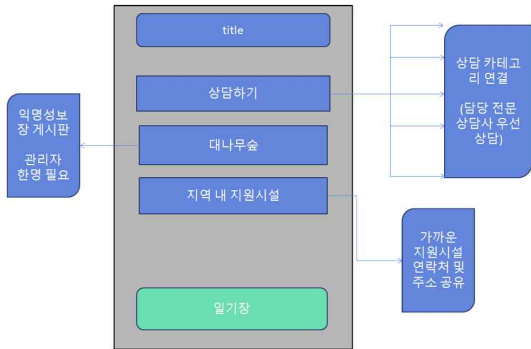 title
상담하기
대나무숲
지역 내 지원시설
일기장
익명성보
장 게시판
관리자
한명 필요
상담 카테고
리 연결
(담당 전문
상담사 우선
상담)
가까운
지원시설
연락처 및
주소 공유